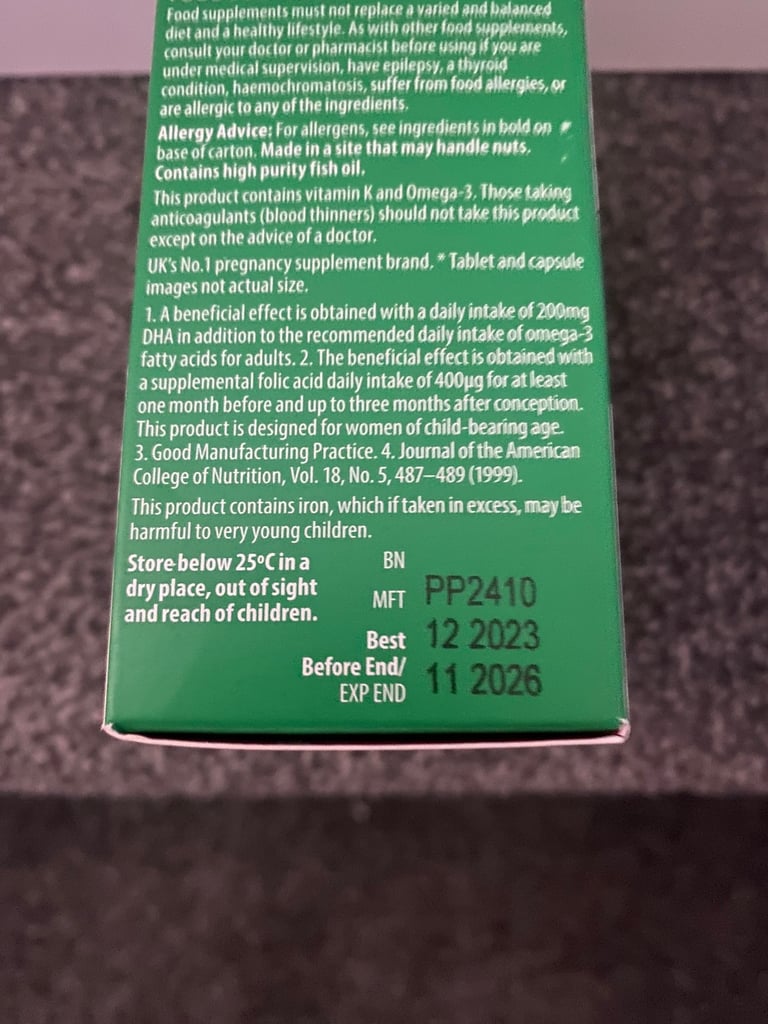 Food supplements must not replace a varied and balanced
diet and a healthy lifestyle. As with other food supplements,
consult your doctor or pharmacist before using if you are
under medical supervision, have epilepsy, a thyroid
condition, haemochromatosis, suffer from food allergies, or
are allergic to any of the ingredients.
Allergy Advice: For allergens, see ingredients in bold on
base of carton. Made in a site that may handle nuts.
Contains high purity fish oil.
This product contains vitamin K and Omega-3. Those taking
anticoagulants (blood thinners) should not take this product
except on the advice of a doctor.
UK's No.1 pregnancy supplement brand. * Tablet and capsule
images not actual size.
1. A beneficial effect is obtained with a daily intake of 200mg
DHA in addition to the recommended daily intake of omega-3
fatty acids for adults. 2. The beneficial effect is obtained with
a supplemental folic acid daily intake of 400µg for at least
one month before and up to three months after conception.
This product is designed for women of child-bearing age.
3. Good Manufacturing Practice. 4. Journal of the American
College of Nutrition, Vol. 18, No. 5, 487–489 (1999).
This product contains iron, which if taken in excess, may be
harmful to very young children.
Store below 25ºC in a
dry place, out of sight
and reach of children.
BN
MFT PP2410
Best 12 2023
Before End/
EXP END 11 2026